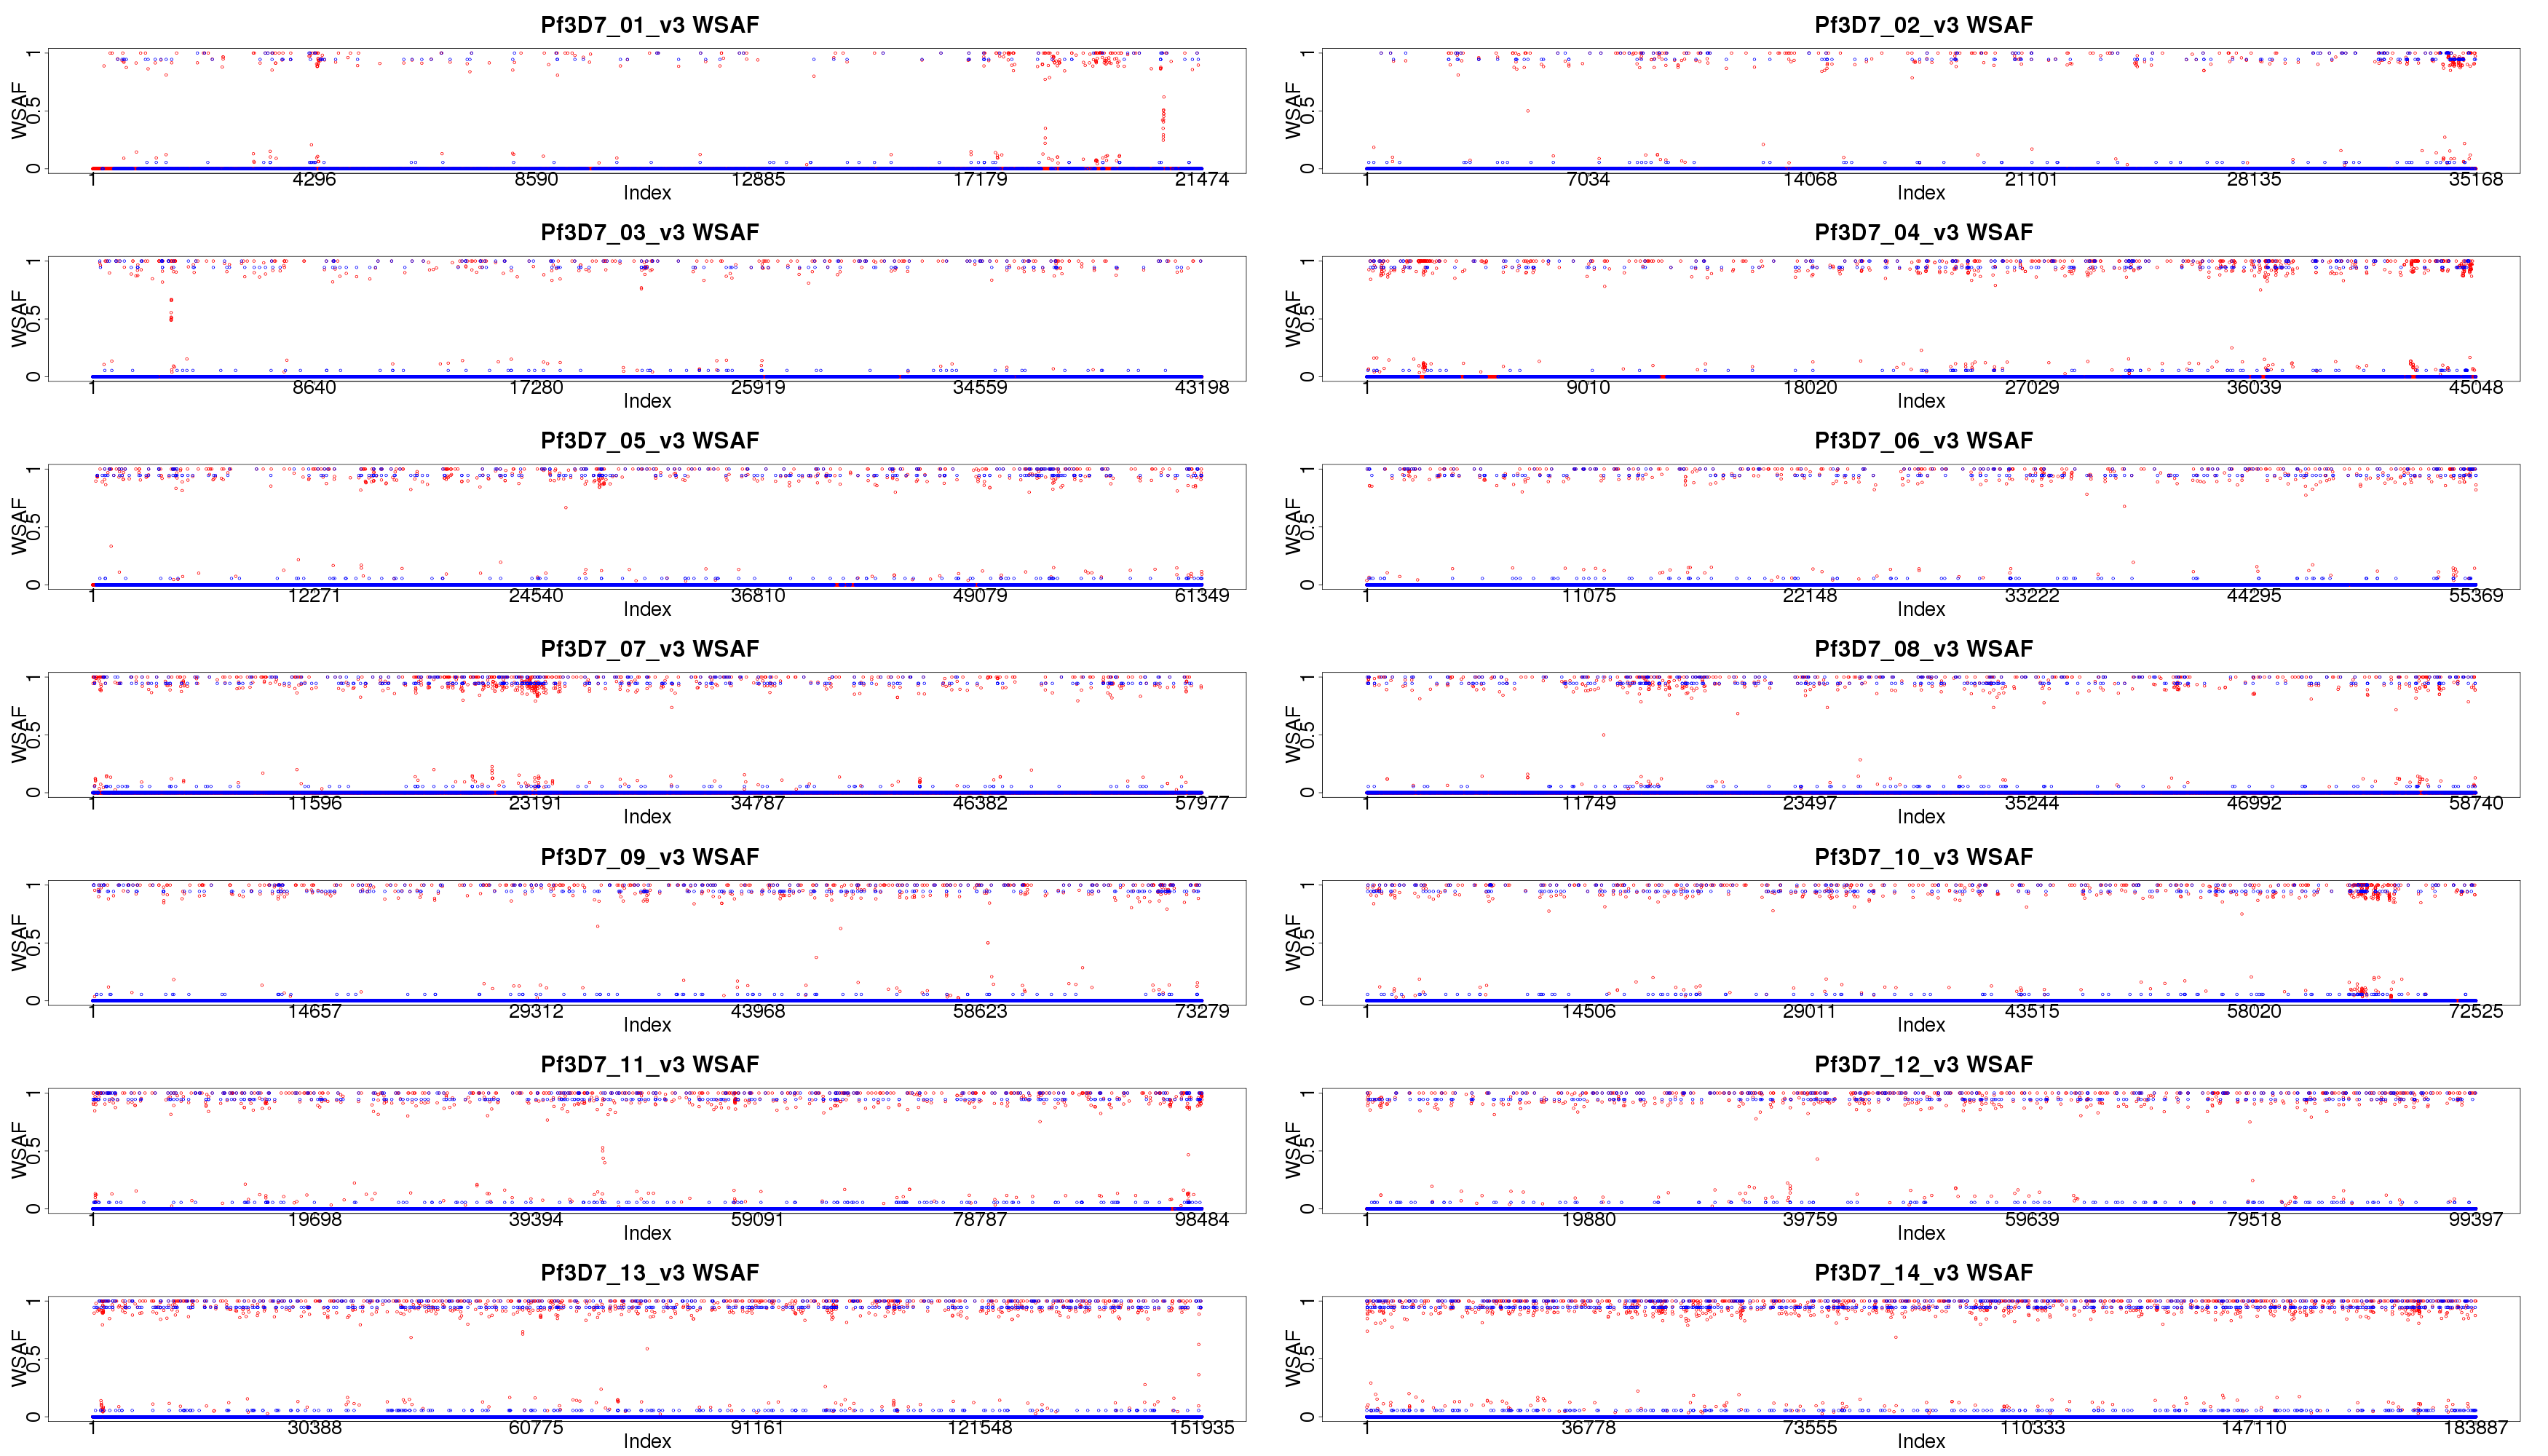 Pf3D7_01_v3 WSAF
WSAF
0 0.5 1
1 4296 8590 12885 17179 21474
Index
Pf3D7_02_v3 WSAF
WSAF
0 0.5 1
1 7034 14068 21101 28135 35168
Index
Pf3D7_03_v3 WSAF
WSAF
0 0.5 1
1 8640 17280 25919 34559 43198
Index
Pf3D7_04_v3 WSAF
WSAF
0 0.5 1
1 9010 18020 27029 36039 45048
Index
Pf3D7_05_v3 WSAF
WSAF
0 0.5 1
1 12271 24540 36810 49079 61349
Index
Pf3D7_06_v3 WSAF
WSAF
0 0.5 1
1 11075 22148 33222 44295 55369
Index
Pf3D7_07_v3 WSAF
WSAF
0 0.5 1
1 11596 23191 34787 46382 57977
Index
Pf3D7_08_v3 WSAF
WSAF
0 0.5 1
1 11749 23497 35244 46992 58740
Index
Pf3D7_09_v3 WSAF
WSAF
0 0.5 1
1 14657 29312 43968 58623 73279
Index
Pf3D7_10_v3 WSAF
WSAF
0 0.5 1
1 14506 29011 43515 58020 72525
Index
Pf3D7_11_v3 WSAF
WSAF
0 0.5 1
1 19698 39394 59091 78787 98484
Index
Pf3D7_12_v3 WSAF
WSAF
0 0.5 1
1 19880 39759 59639 79518 99397
Index
Pf3D7_13_v3 WSAF
WSAF
0 0.5 1
1 30388 60775 91161 121548 151935
Index
Pf3D7_14_v3 WSAF
WSAF
0 0.5 1
1 36778 73555 110333 147110 183887
Index